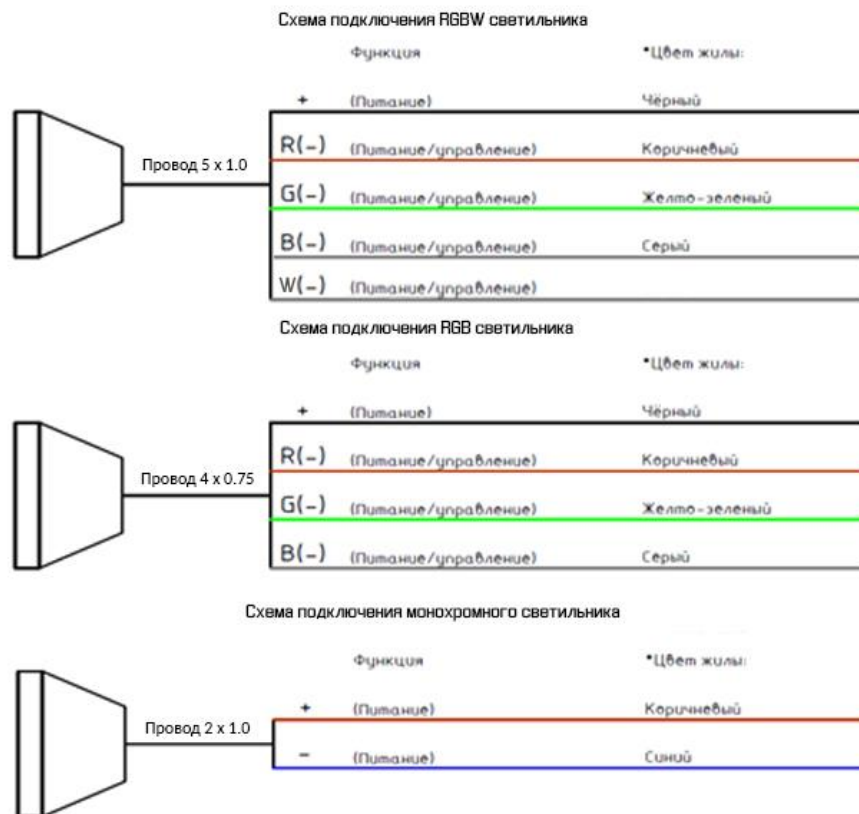 Схема подключения RGBW светильника
Функция *Цвет жилы:
+ (Питание) Чёрный
R(-) (Питание/управление) Коричневый
Провод 5 x 1.0
G(-) (Питание/управление) Желто-зеленый
B(-) (Питание/управление) Серый
W(-) (Питание/управление)
Схема подключения RGB светильника
Функция *Цвет жилы:
+ (Питание) Чёрный
R(-) (Питание/управление) Коричневый
Провод 4 x 0.75
G(-) (Питание/управление) Желто-зеленый
B(-) (Питание/управление) Серый
Схема подключения монохромного светильника
Функция *Цвет жилы:
+ (Питание) Коричневый
Провод 2 x 1.0
- (Питание) Синий